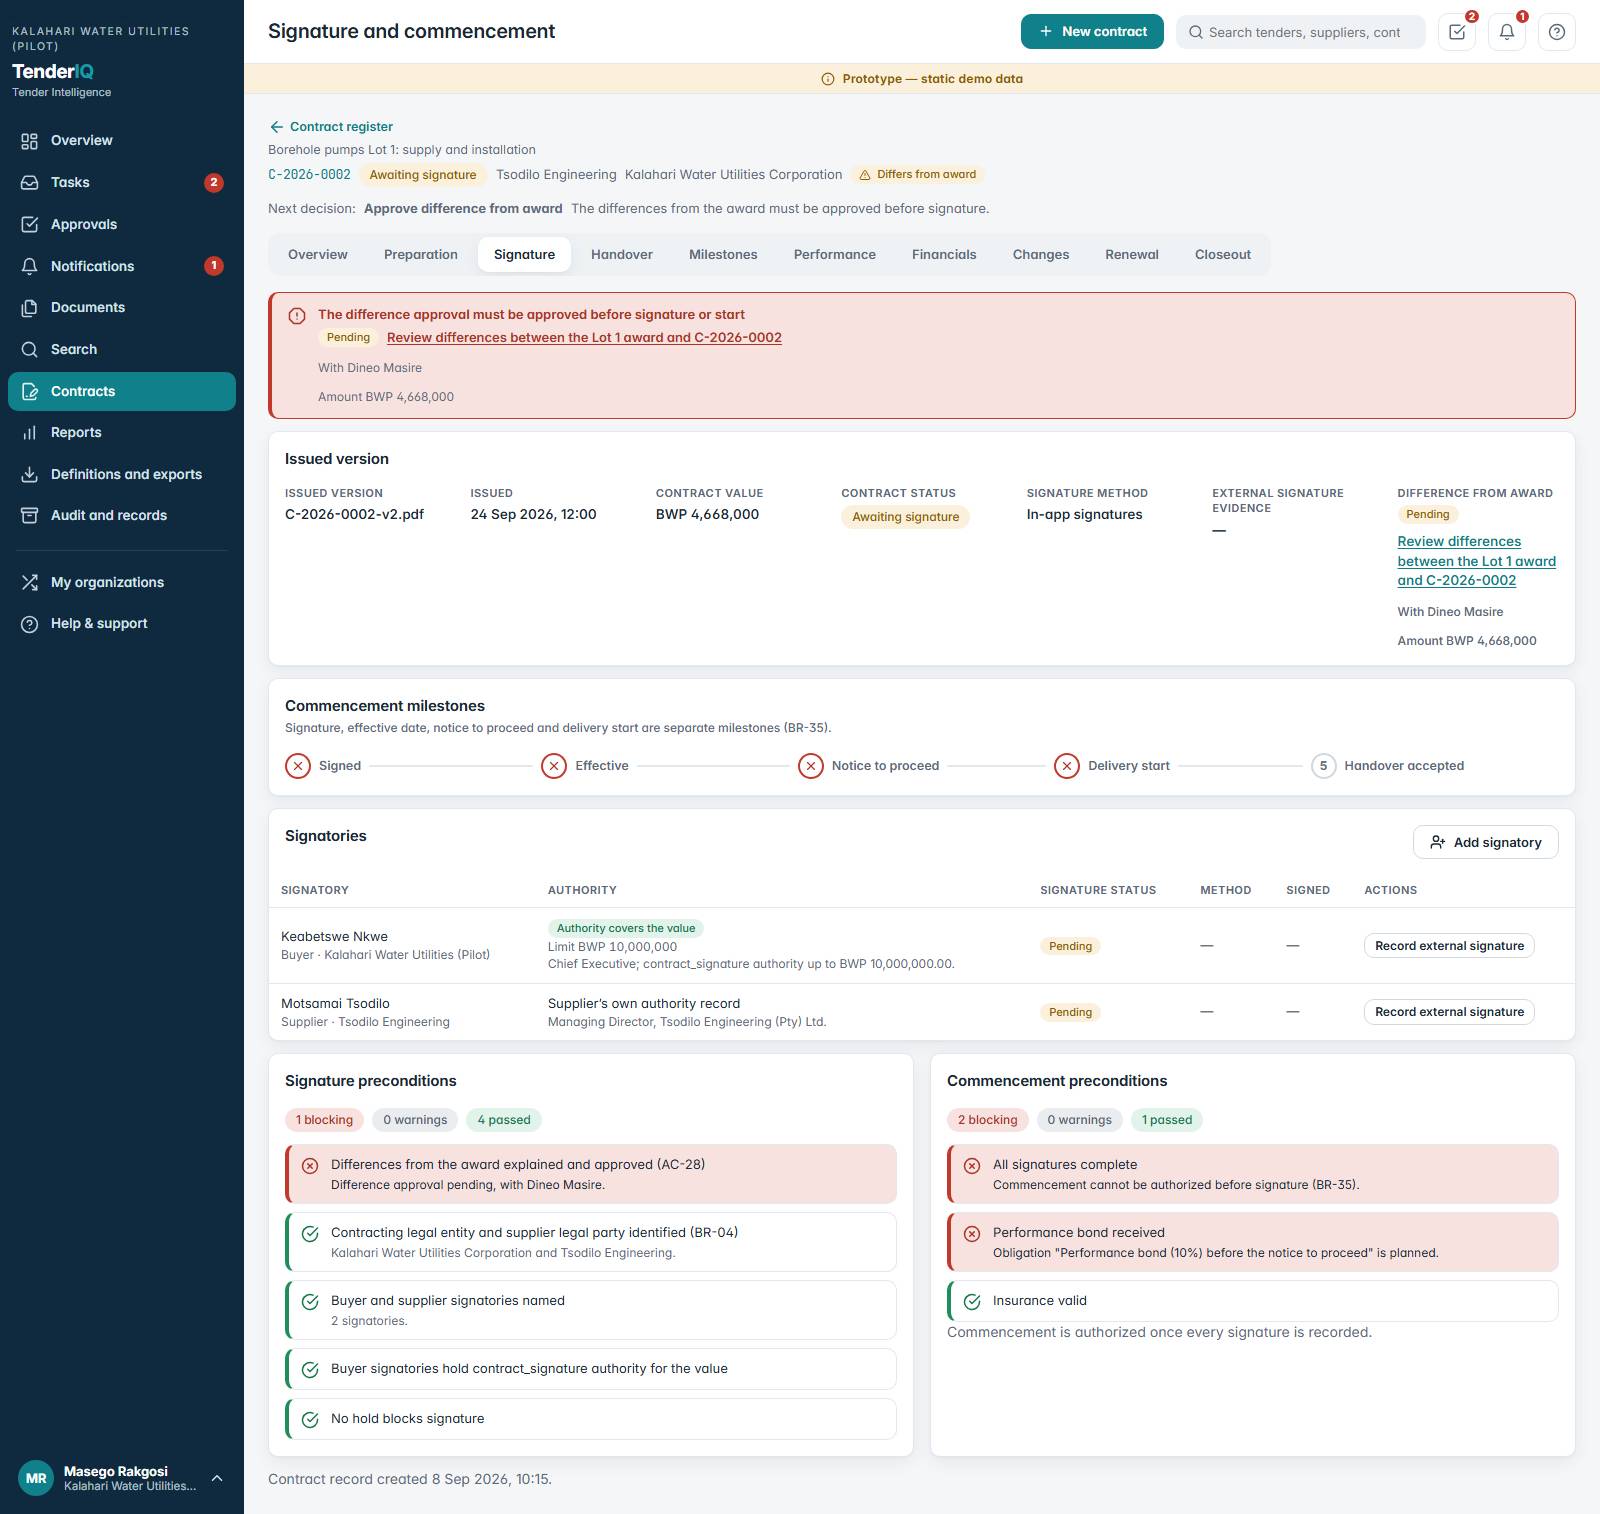 KALAHARI WATER UTILITIES
(PILOT)
TenderIQ
Tender Intelligence
Overview
Tasks 2
Approvals
Notifications 1
Documents
Search
Contracts
Reports
Definitions and exports
Audit and records
My organizations
Help & support
MR Masego Rakgosi
Kalahari Water Utilities...
Signature and commencement
New contract
Search tenders, suppliers, cont
2
1
Prototype — static demo data
Contract register
Borehole pumps Lot 1: supply and installation
C-2026-0002 Awaiting signature Tsodilo Engineering Kalahari Water Utilities Corporation Differs from award
Next decision: Approve difference from award The differences from the award must be approved before signature.
Overview Preparation Signature Handover Milestones Performance Financials Changes Renewal Closeout
The difference approval must be approved before signature or start
Pending Review differences between the Lot 1 award and C-2026-0002
With Dineo Masire
Amount BWP 4,668,000
Issued version
ISSUED VERSION
C-2026-0002-v2.pdf
ISSUED
24 Sep 2026, 12:00
CONTRACT VALUE
BWP 4,668,000
CONTRACT STATUS
Awaiting signature
SIGNATURE METHOD
In-app signatures
EXTERNAL SIGNATURE
EVIDENCE
—
DIFFERENCE FROM AWARD
Pending
Review differences
between the Lot 1 award
and C-2026-0002
With Dineo Masire
Amount BWP 4,668,000
Commencement milestones
Signature, effective date, notice to proceed and delivery start are separate milestones (BR-35).
Signed Effective Notice to proceed Delivery start 5 Handover accepted
Signatories
Add signatory
SIGNATORY AUTHORITY SIGNATURE STATUS METHOD SIGNED ACTIONS
Keabetswe Nkwe
Buyer · Kalahari Water Utilities (Pilot)
Authority covers the value
Limit BWP 10,000,000
Chief Executive; contract_signature authority up to BWP 10,000,000.00.
Pending — — Record external signature
Motsamai Tsodilo
Supplier · Tsodilo Engineering
Supplier's own authority record
Managing Director, Tsodilo Engineering (Pty) Ltd.
Pending — — Record external signature
Signature preconditions
1 blocking 0 warnings 4 passed
Differences from the award explained and approved (AC-28)
Difference approval pending, with Dineo Masire.
Contracting legal entity and supplier legal party identified (BR-04)
Kalahari Water Utilities Corporation and Tsodilo Engineering.
Buyer and supplier signatories named
2 signatories.
Buyer signatories hold contract_signature authority for the value
No hold blocks signature
Commencement preconditions
2 blocking 0 warnings 1 passed
All signatures complete
Commencement cannot be authorized before signature (BR-35).
Performance bond received
Obligation "Performance bond (10%) before the notice to proceed" is planned.
Insurance valid
Commencement is authorized once every signature is recorded.
Contract record created 8 Sep 2026, 10:15.